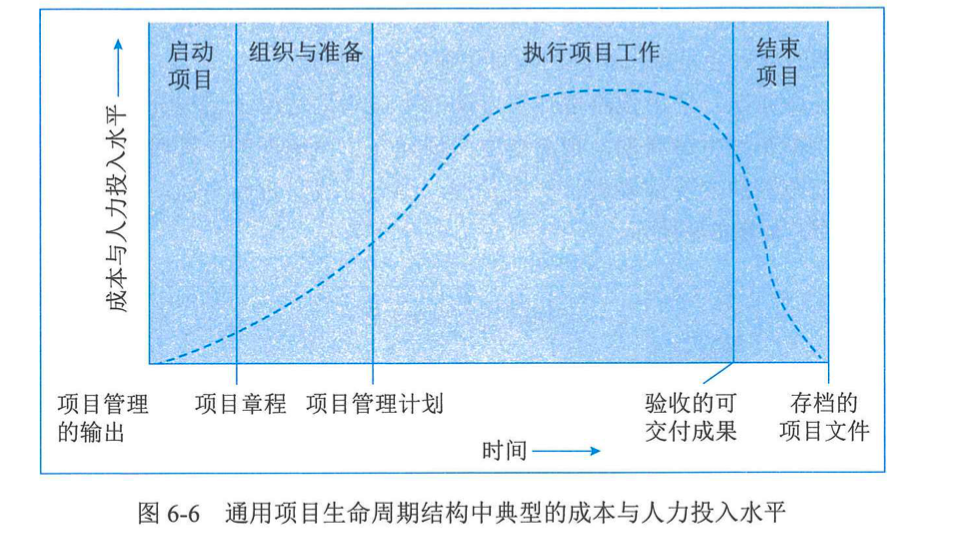 启动
项目
组织与准备
执行项目工作
结束
项目
成本与人力投入水平
项目管理
的输出
项目章程
项目管理计划
验收的可
交付成果
存档的
项目文件
时间
图 6-6 通用项目生命周期结构中典型的成本与人力投入水平